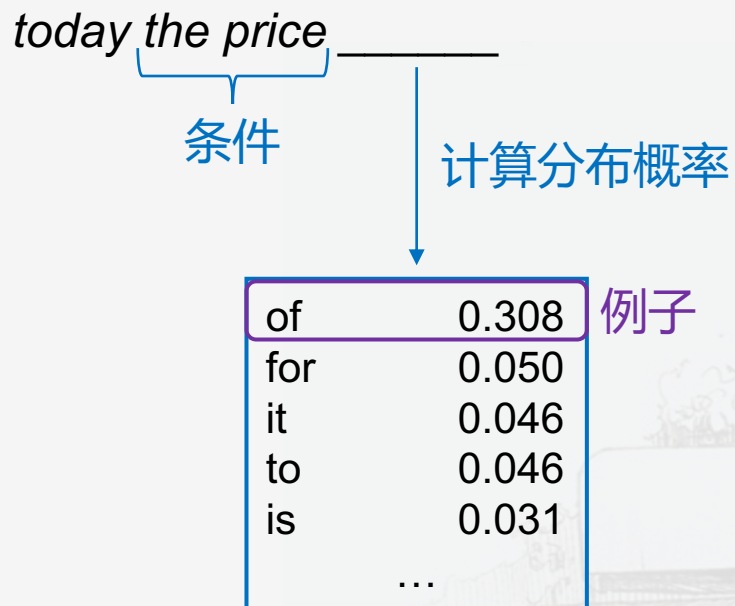 today the price ______
条件
计算分布概率
of 0.308 例子
for 0.050
it 0.046
to 0.046
is 0.031
…